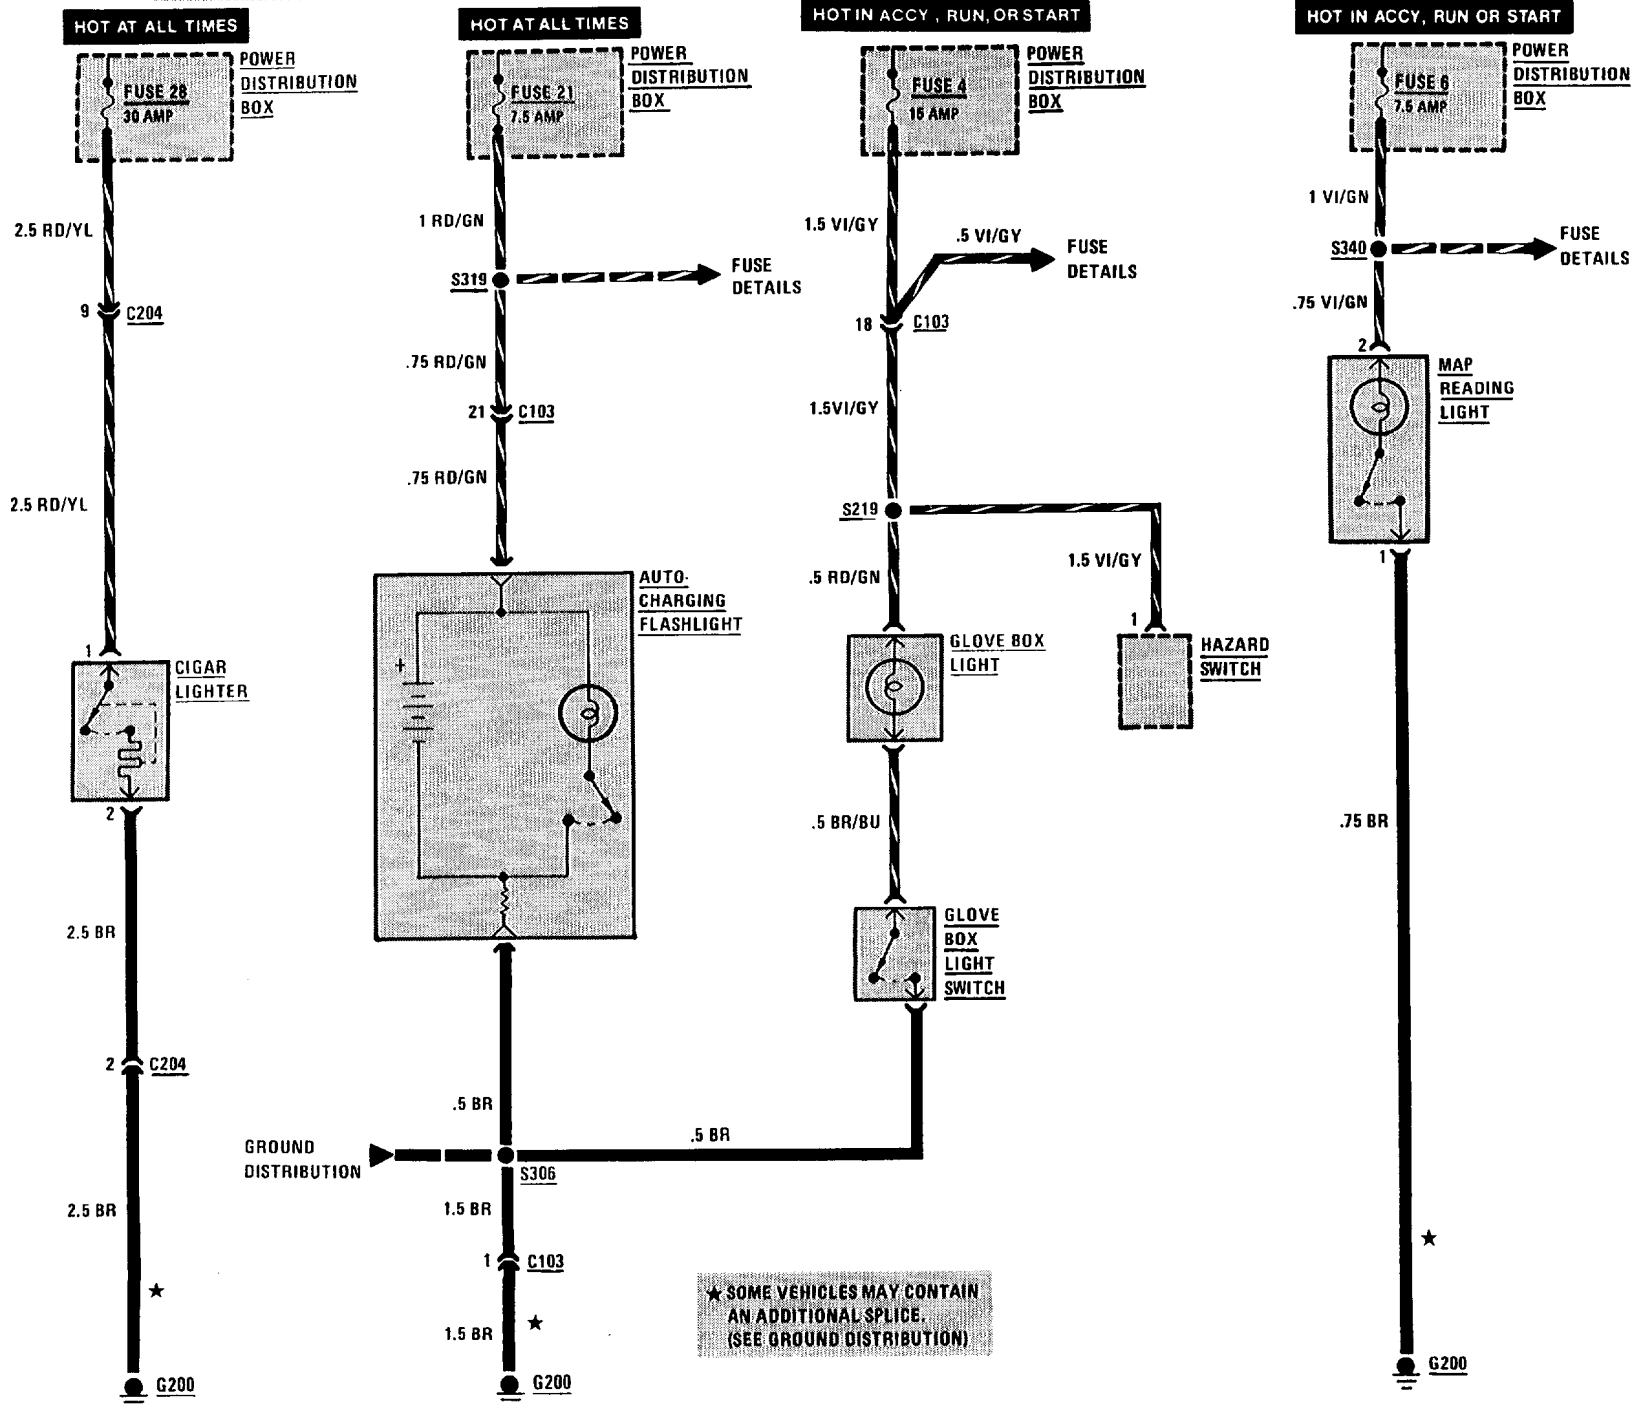 HOT AT ALL TIMES
HOT AT ALL TIMES
HOT IN ACCY, RUN, OR START
HOT IN ACCY, RUN OR START
FUSE 28
30 AMP
POWER
DISTRIBUTION
BOX
FUSE 21
7.5 AMP
POWER
DISTRIBUTION
BOX
FUSE 4
15 AMP
POWER
DISTRIBUTION
BOX
FUSE 6
7.5 AMP
POWER
DISTRIBUTION
BOX
2.5 RD/YL
9
C204
2.5 RD/YL
1
CIGAR
LIGHTER
2
2.5 BR
2
C204
2.5 BR
★
G200
1 RD/GN
S319
FUSE
DETAILS
.75 RD/GN
21
C103
.75 RD/GN
AUTO-
CHARGING
FLASHLIGHT
+
.5 BR
GROUND
DISTRIBUTION
S306
.5 BR
1.5 BR
1
C103
1.5 BR
★
G200
1.5 VI/GY
.5 VI/GY
FUSE
DETAILS
18
C103
1.5VI/GY
S219
.5 RD/GN
1.5 VI/GY
1
GLOVE BOX
LIGHT
HAZARD
SWITCH
.5 BR/BU
GLOVE
BOX
LIGHT
SWITCH
★ SOME VEHICLES MAY CONTAIN
AN ADDITIONAL SPLICE.
(SEE GROUND DISTRIBUTION)
1 VI/GN
S340
FUSE
DETAILS
.75 VI/GN
2
MAP
READING
LIGHT
1
.75 BR
★
G200